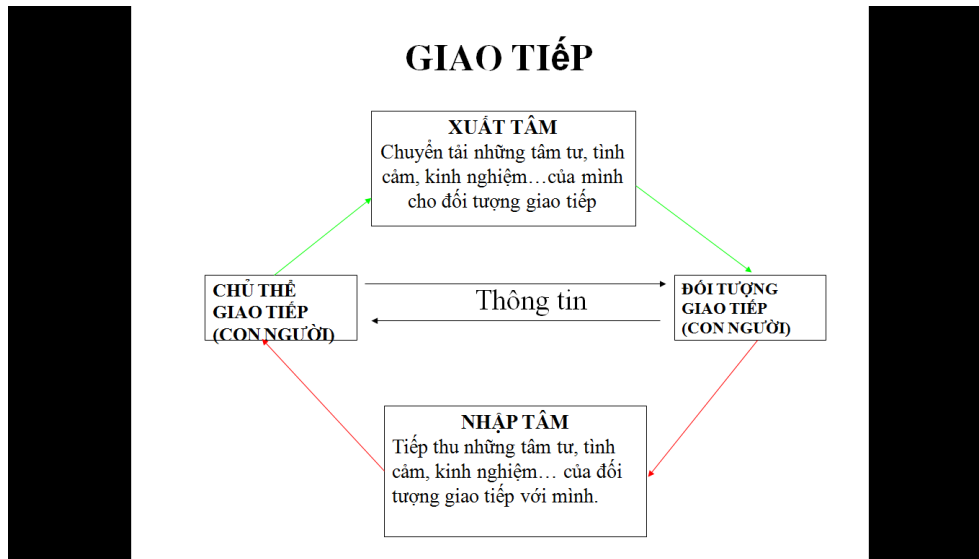 GIAO TIếP
XUẤT TÂM
Chuyển tải những tâm tư, tình
cảm, kinh nghiệm…của mình
cho đối tượng giao tiếp
CHỦ THỂ
GIAO TIẾP
(CON NGƯỜI)
Thông tin
ĐỐI TƯỢNG
GIAO TIẾP
(CON NGƯỜI)
NHẬP TÂM
Tiếp thu những tâm tư, tình
cảm, kinh nghiệm… của đối
tượng giao tiếp với mình.